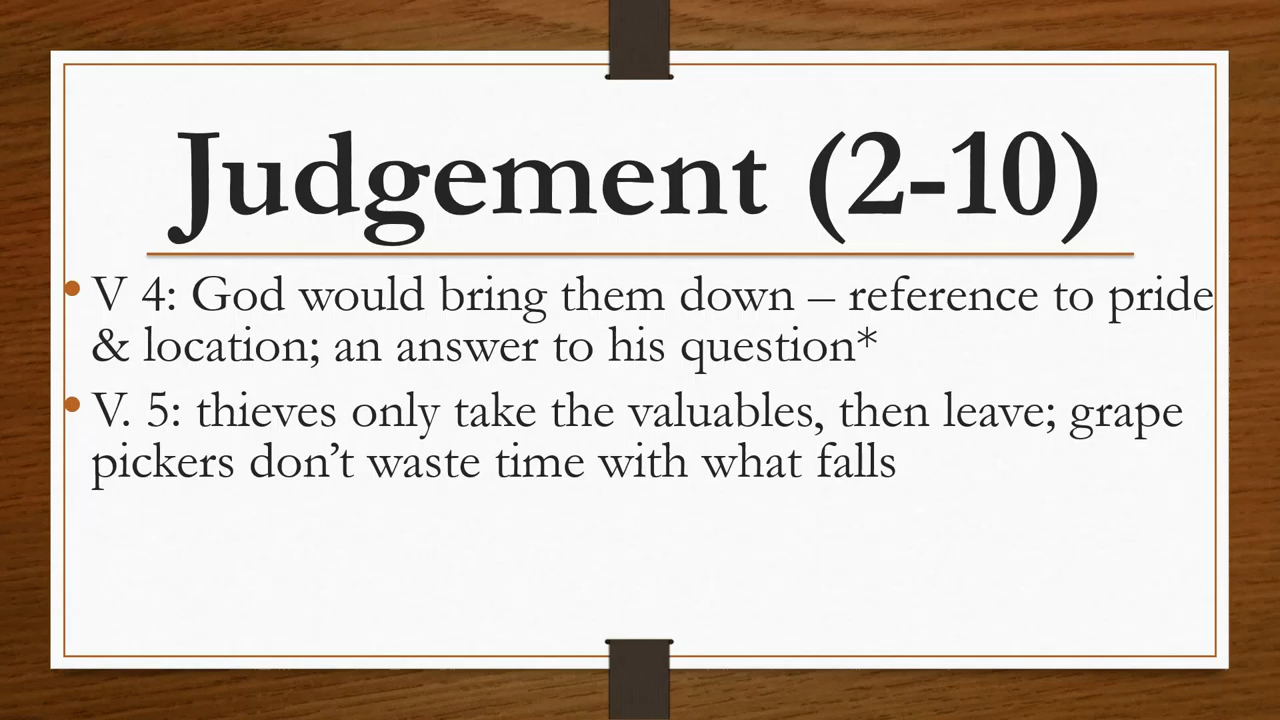 Judgement (2-10)
• V 4: God would bring them down – reference to pride
& location; an answer to his question*
• V. 5: thieves only take the valuables, then leave; grape
pickers don’t waste time with what falls